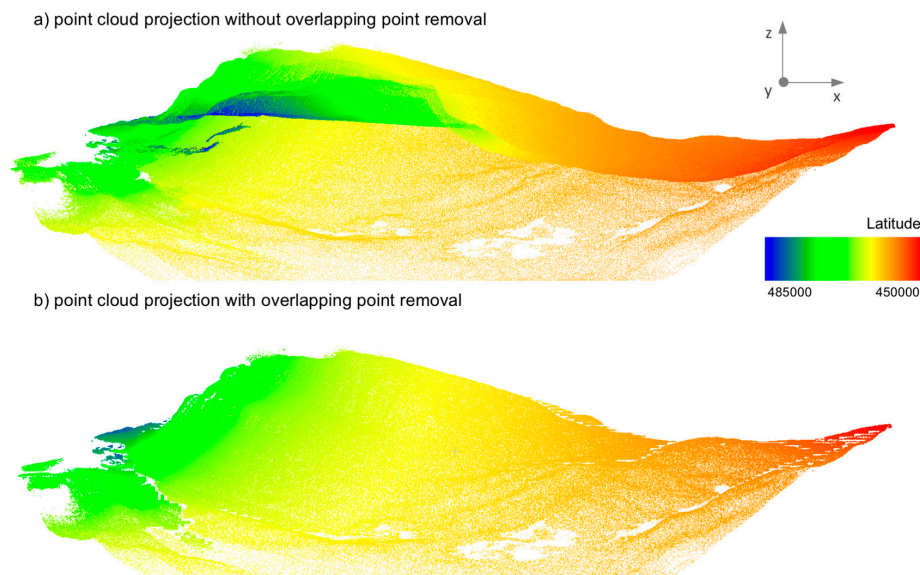 a) point cloud projection without overlapping point removal
z
y
x
Latitude
485000
450000
b) point cloud projection with overlapping point removal